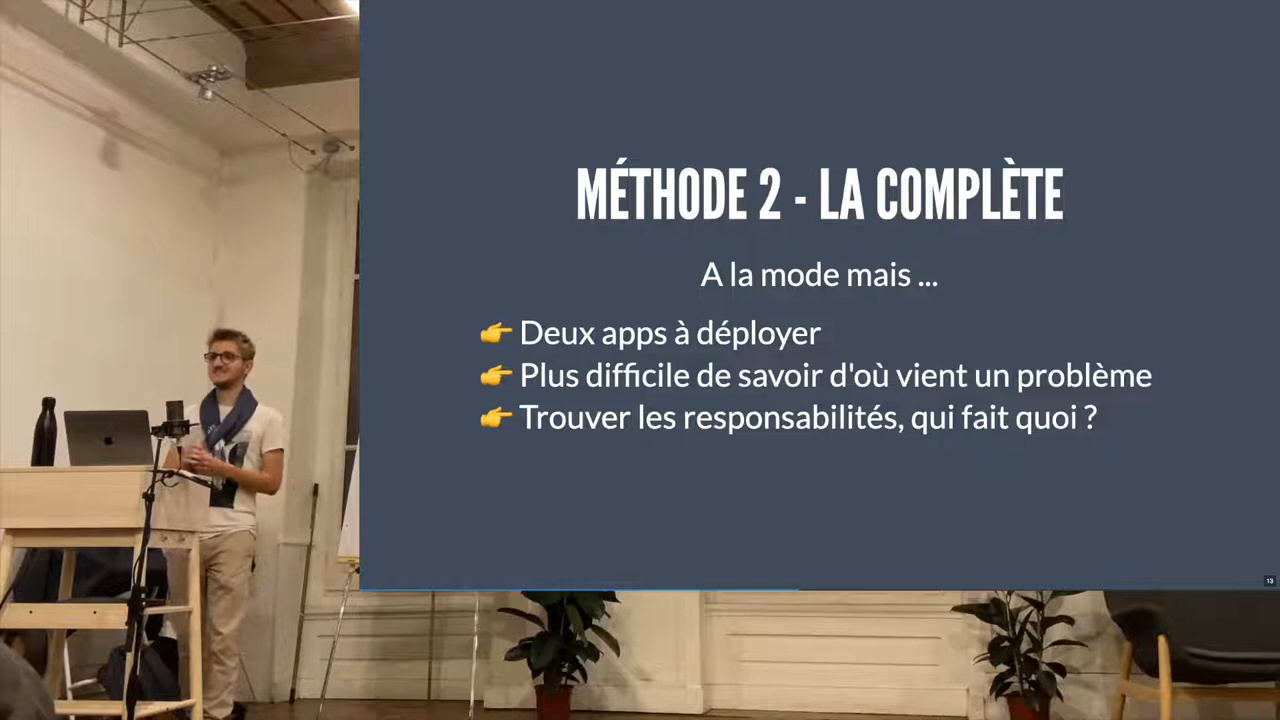 MÉTHODE 2 - LA COMPLÈTE
A la mode mais ...
👉 Deux apps à déployer
👉 Plus difficile de savoir d'où vient un problème
👉 Trouver les responsabilités, qui fait quoi ?
13